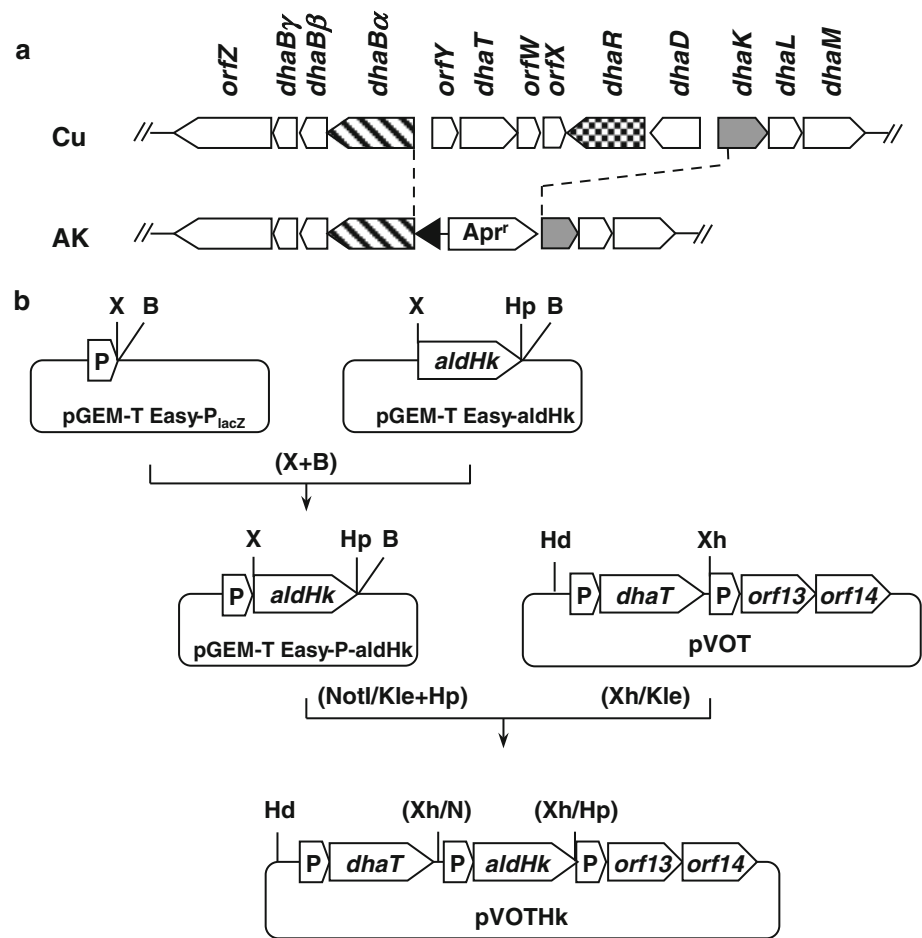 a
orfZ dhaBγ dhaBβ dhaBα orfY dhaT orfW orfX dhaR dhaD dhaK dhaL dhaM
Cu
AK Aprʳ
b
X B X Hp B
P aldHk
pGEM-T Easy-PlacZ pGEM-T Easy-aldHk
(X+B)
X Hp B Hd Xh
P aldHk P dhaT P orf13 orf14
pGEM-T Easy-P-aldHk pVOT
(NotI/Kle+Hp) (Xh/Kle)
Hd (Xh/N) (Xh/Hp)
P dhaT P aldHk P orf13 orf14
pVOTHk